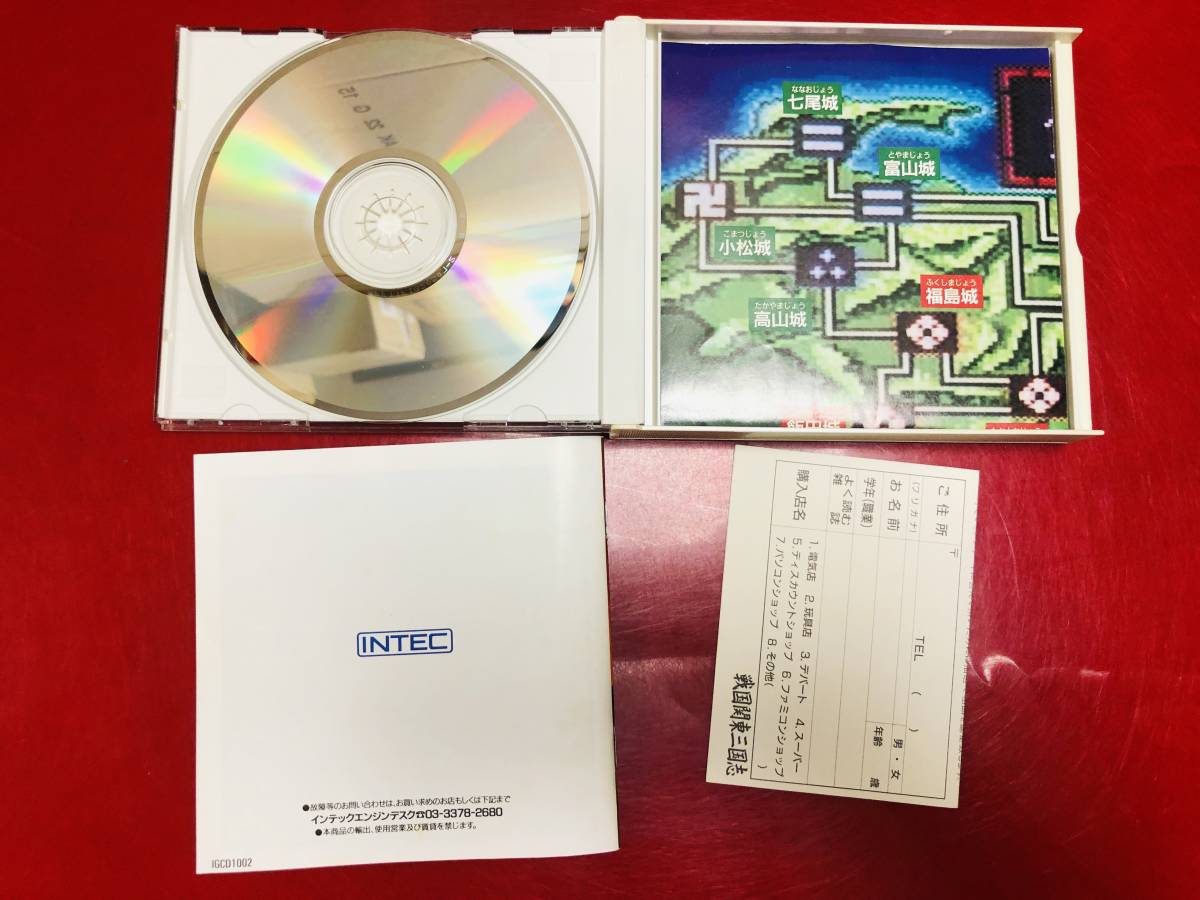 ななおじょう
七尾城
とやまじょう
富山城
こまつじょう
小松城
ふくしまじょう
福島城
たかやまじょう
高山城
INTEC
●故障等のお問い合わせは、お買い求めのお店もしくは下記まで
インテックエンジンデスク☎03-3378-2680
●本商品の輸出、使用営業及び賃貸を禁じます。
IGCD1002
ご住所
〒
TEL ( )
(フリガナ)
お名前
男・女
学年(職業)
年齢 歳
よく読む
雑誌
購入店名
1.電気店 2.玩具店 3.デパート 4.スーパー
5.ディスカウントショップ 6.ファミコンショップ
7.パソコンショップ 8.その他( )
戦国関東三国志